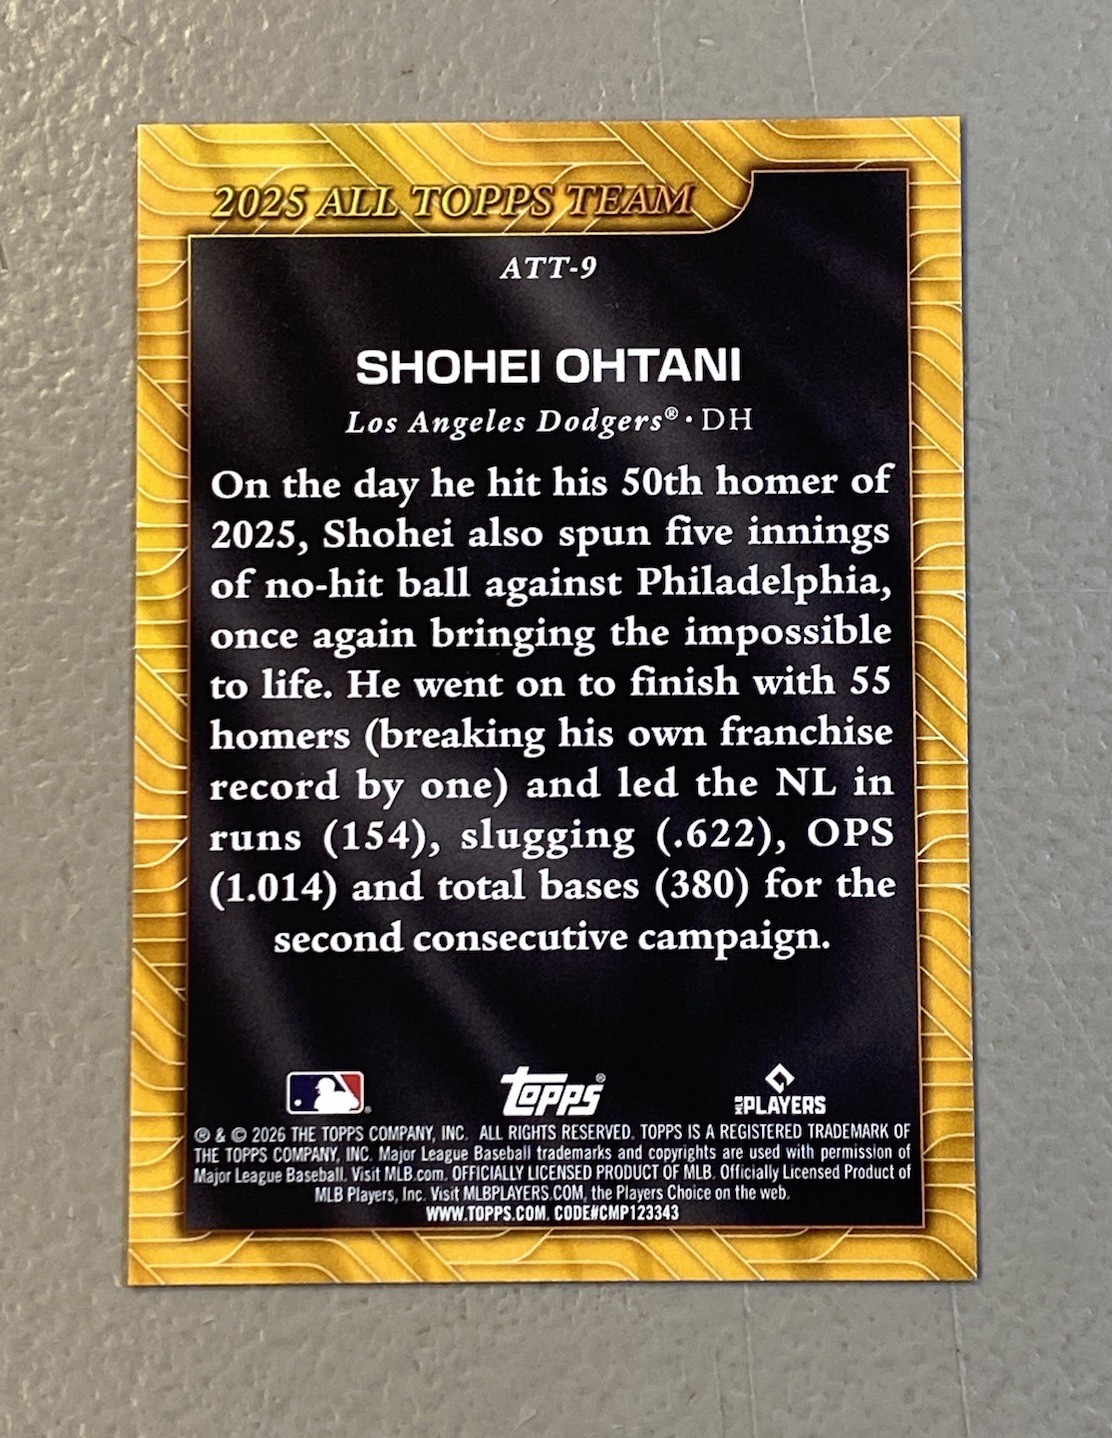 2025 ALL TOPPS TEAM
ATT-9
SHOHEI OHTANI
Los Angeles Dodgers® · DH
On the day he hit his 50th homer of
2025, Shohei also spun five innings
of no-hit ball against Philadelphia,
once again bringing the impossible
to life. He went on to finish with 55
homers (breaking his own franchise
record by one) and led the NL in
runs (154), slugging (.622), OPS
(1.014) and total bases (380) for the
second consecutive campaign.
Topps®
MLB PLAYERS
® & © 2026 THE TOPPS COMPANY, INC. ALL RIGHTS RESERVED. TOPPS IS A REGISTERED TRADEMARK OF
THE TOPPS COMPANY, INC. Major League Baseball trademarks and copyrights are used with permission of
Major League Baseball. Visit MLB.com. OFFICIALLY LICENSED PRODUCT OF MLB. Officially Licensed Product of
MLB Players, Inc. Visit MLBPLAYERS.COM, the Players Choice on the web.
WWW.TOPPS.COM. CODE#CMP123343